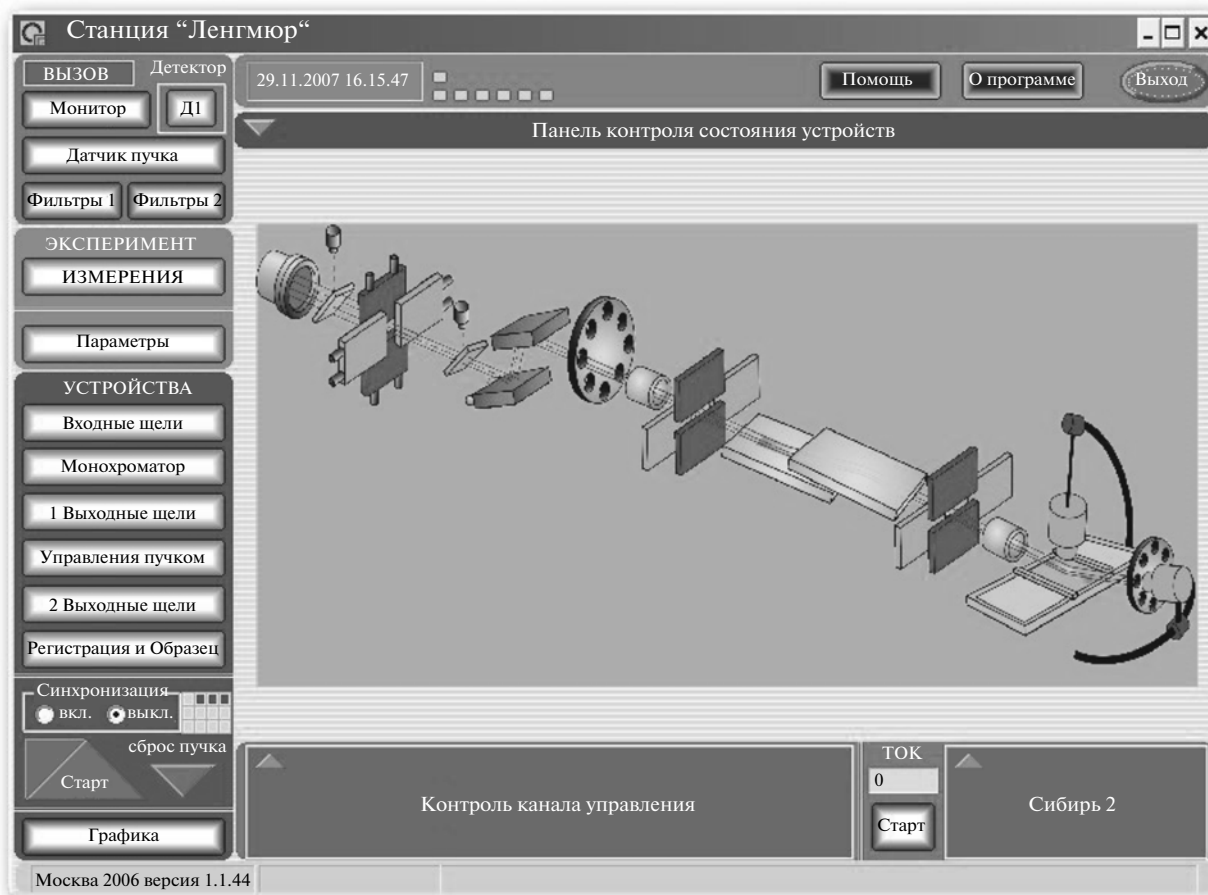 Станция “Ленгмюр“
ВЫЗОВ
Детектор
Монитор
Д1
Датчик пучка
Фильтры 1
Фильтры 2
29.11.2007 16.15.47
Помощь
О программе
Выход
Панель контроля состояния устройств
ЭКСПЕРИМЕНТ
ИЗМЕРЕНИЯ
Параметры
УСТРОЙСТВА
Входные щели
Монохроматор
1 Выходные щели
Управления пучком
2 Выходные щели
Регистрация и Образец
Синхронизация
вкл.
выкл.
сброс пучка
Старт
Графика
Контроль канала управления
ТОК
0
Старт
Сибирь 2
Москва 2006 версия 1.1.44